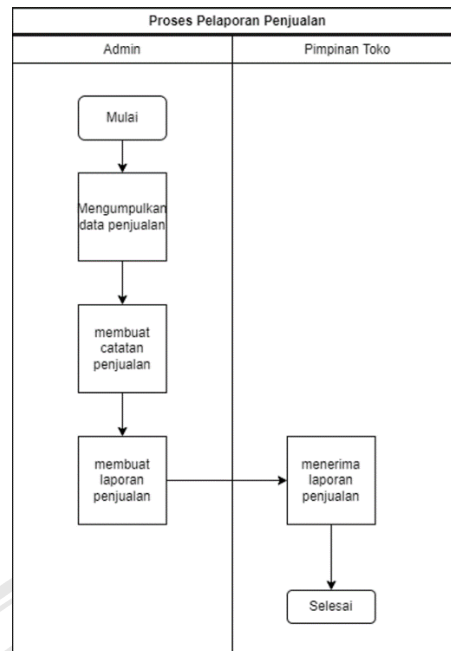 Proses Pelaporan Penjualan
Admin
Pimpinan Toko
Mulai
Mengumpulkan
data penjualan
membuat
catatan
penjualan
membuat
laporan
penjualan
menerima
laporan
penjualan
Selesai